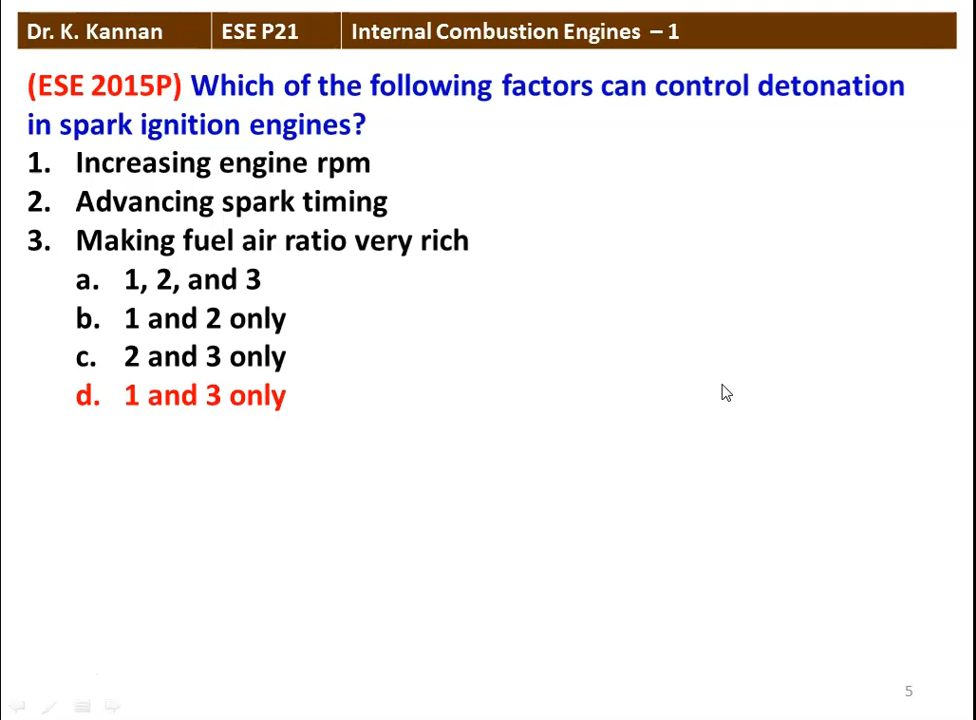 Dr. K. Kannan ESE P21 Internal Combustion Engines – 1
(ESE 2015P) Which of the following factors can control detonation
in spark ignition engines?
1. Increasing engine rpm
2. Advancing spark timing
3. Making fuel air ratio very rich
a. 1, 2, and 3
b. 1 and 2 only
c. 2 and 3 only
d. 1 and 3 only
5